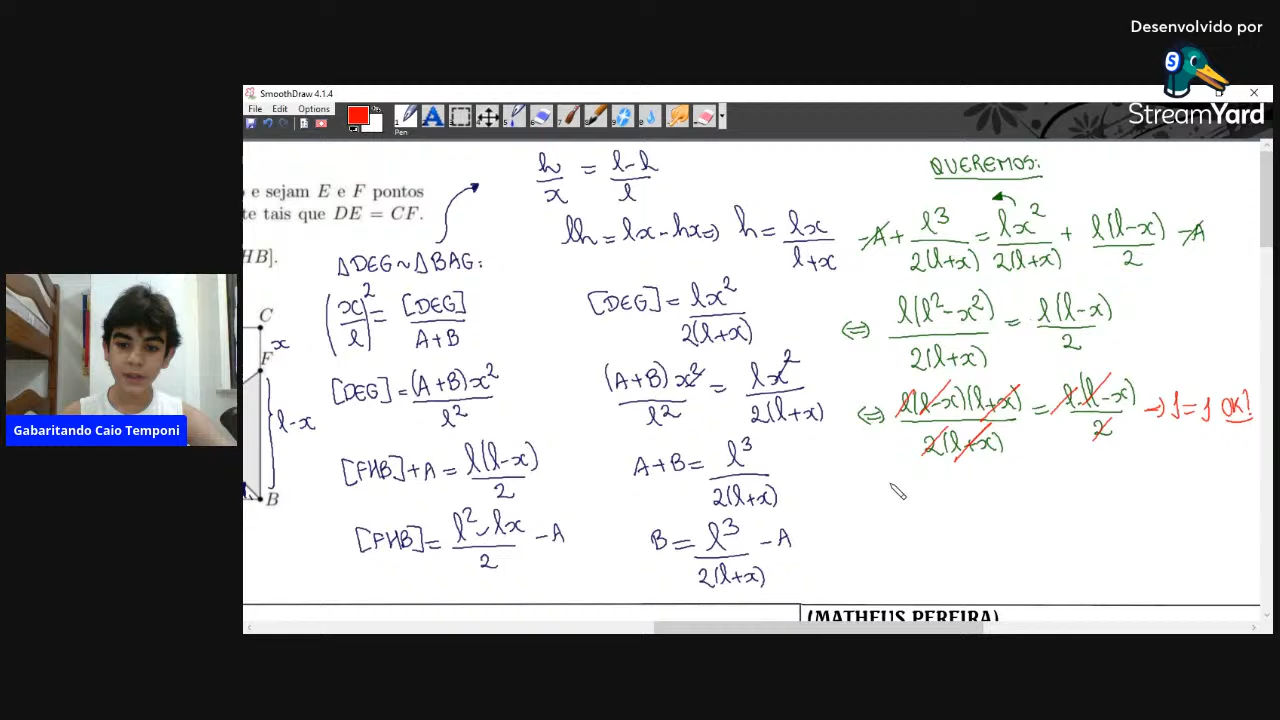 Desenvolvido por
S
StreamYard
SmoothDraw 4.1.4
File Edit Options
Pen
e sejam E e F pontos
te tais que DE = CF.
HB].
C
x
F
l-x
B
ΔDEG~ΔBAG:
(x/l)² = [DEG]/(A+B)
[DEG] = (A+B)x²/l²
[FHB]+A = l(l-x)/2
[FHB] = (l²-lx)/2 - A
h/x = (l-h)/l
lh = lx-hx => h = lx/(l+x)
[DEG] = lx²/2(l+x)
(A+B)x²/l² = lx²/2(l+x)
A+B = l³/2(l+x)
B = l³/2(l+x) - A
QUEREMOS:
-A + l³/2(l+x) = lx²/2(l+x) + l(l-x)/2 - A
⇔ l(l²-x²)/2(l+x) = l(l-x)/2
⇔ l(l-x)(l+x)/2(l+x) = l(l-x)/2 → 1=1 OK!
(MATHEUS PEREIRA)
Gabaritando Caio Temponi